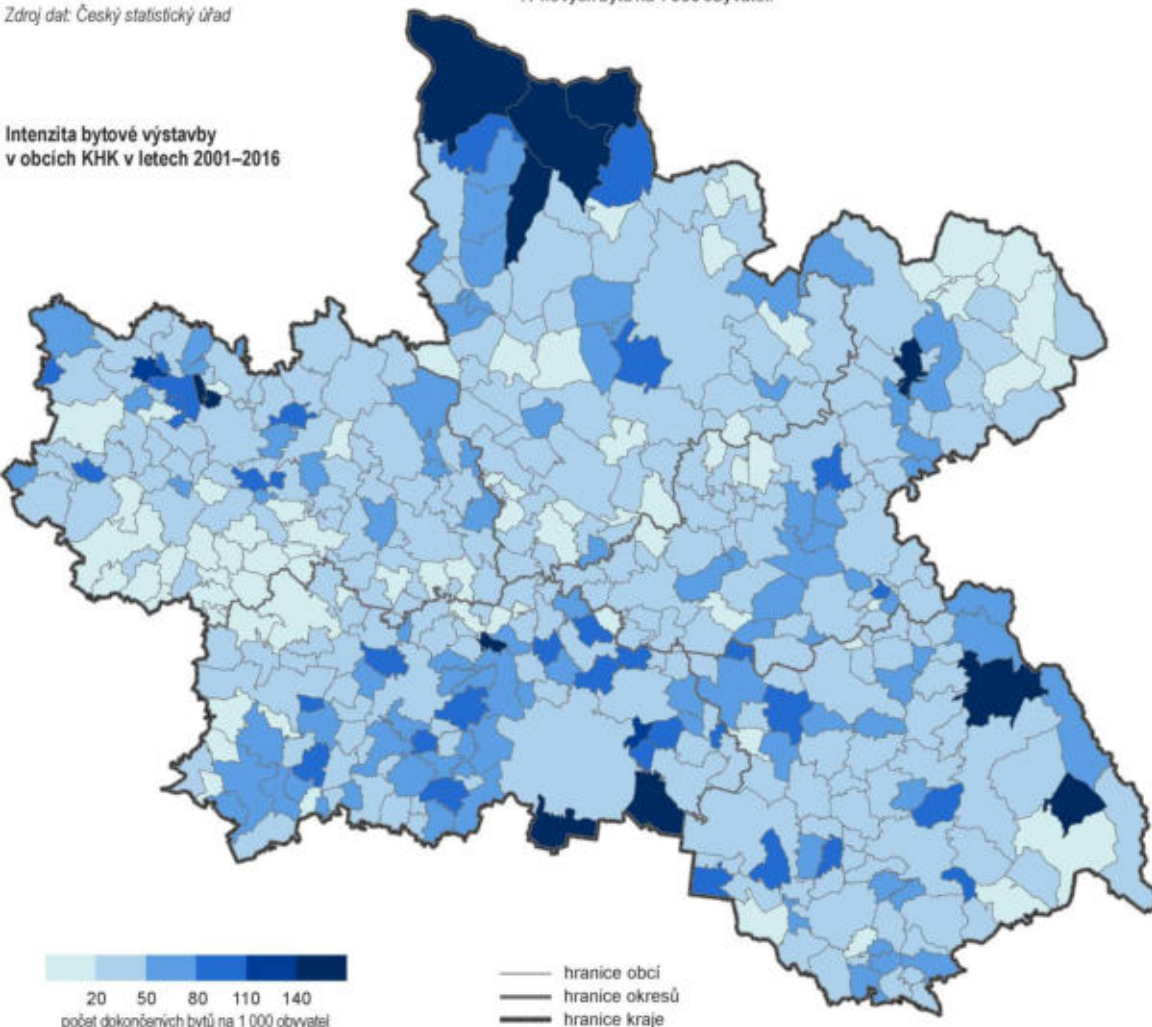 Zdroj dat: Český statistický úřad
Intenzita bytové výstavby
v obcích KHK v letech 2001–2016
20 50 80 110 140
počet dokončených bytů na 1 000 obyvatel
hranice obcí
hranice okresů
hranice kraje